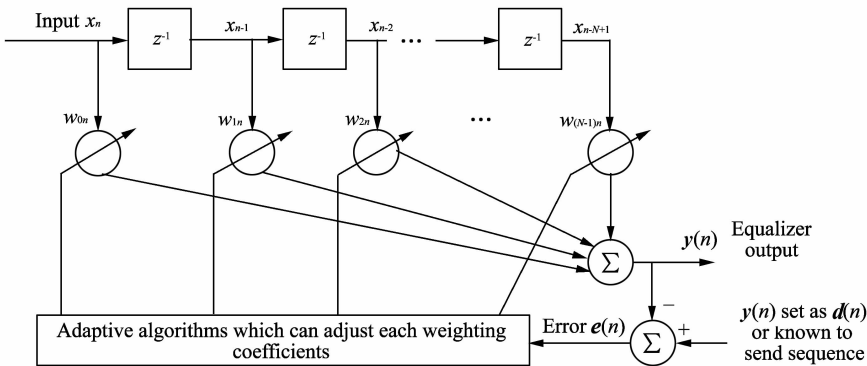 Input xₙ
z⁻¹
xₙ₋₁
z⁻¹
xₙ₋₂
...
z⁻¹
xₙ₋N₊₁
w₀ₙ
w₁ₙ
w₂ₙ
...
w₍N₋₁₎ₙ
Σ
y(n)
Equalizer
output
−
Adaptive algorithms which can adjust each weighting
coefficients
Error e(n)
Σ
+
y(n) set as d(n)
or known to
send sequence